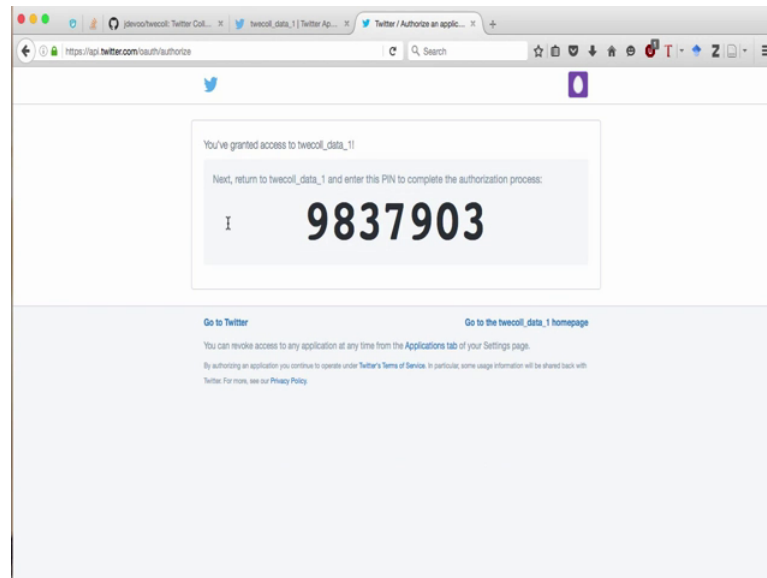 jdevoo/twecoll: Twitter Coll...
twecoll_data_1 | Twitter Ap...
Twitter / Authorize an applic...
https://api.twitter.com/oauth/authorize
Search
You've granted access to twecoll_data_1!
Next, return to twecoll_data_1 and enter this PIN to complete the authorization process:
9837903
Go to Twitter
Go to the twecoll_data_1 homepage
You can revoke access to any application at any time from the Applications tab of your Settings page.
By authorizing an application you continue to operate under Twitter's Terms of Service. In particular, some usage information will be shared back with
Twitter. For more, see our Privacy Policy.